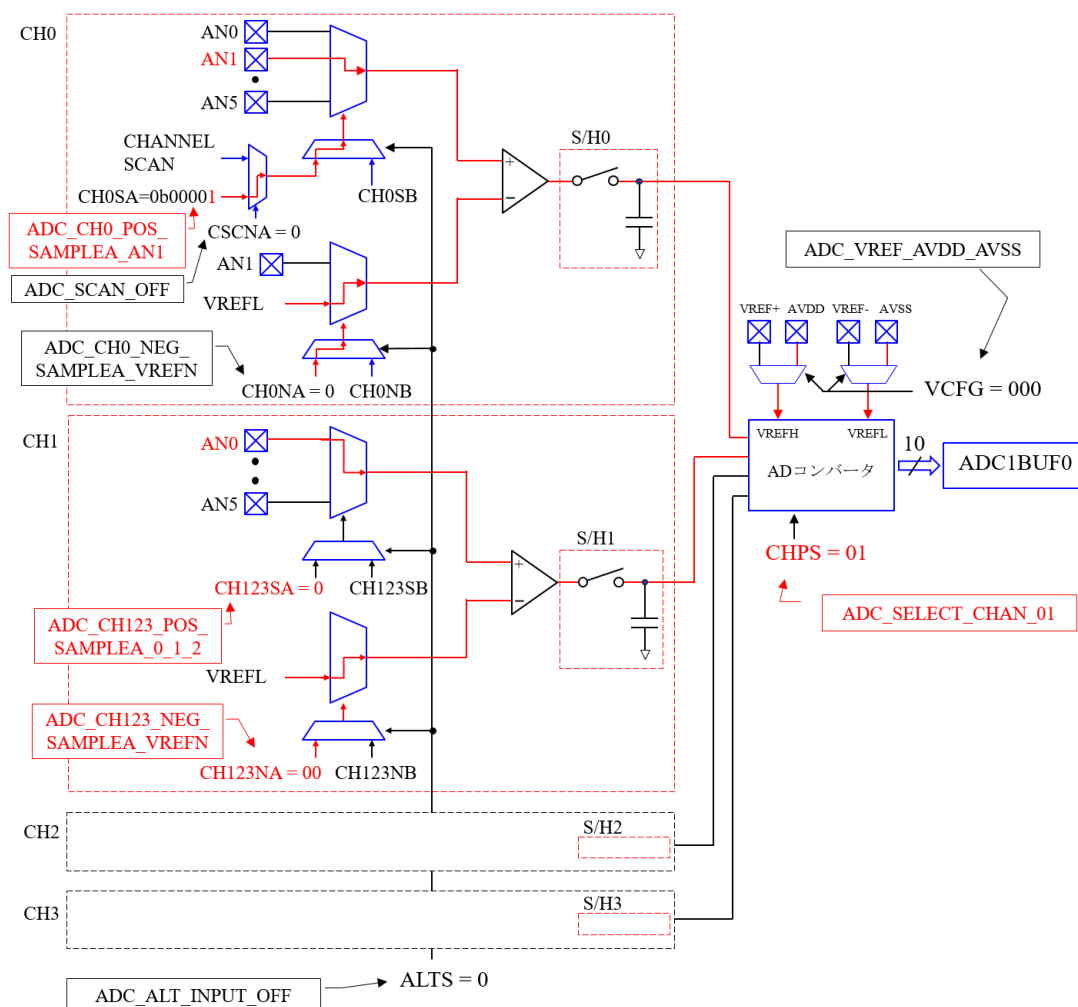 CH0
AN0
AN1
AN5
CHANNEL
SCAN
CH0SA=0b00001
ADC_CH0_POS_
SAMPLEA_AN1
CSCNA = 0
ADC_SCAN_OFF
CH0SB
AN1
VREFL
ADC_CH0_NEG_
SAMPLEA_VREFN
CH0NA = 0
CH0NB
+
−
S/H0
ADC_VREF_AVDD_AVSS
VREF+
AVDD
VREF-
AVSS
VCFG = 000
VREFH
VREFL
ADコンバータ
10
ADC1BUF0
CHPS = 01
ADC_SELECT_CHAN_01
CH1
AN0
AN5
CH123SA = 0
CH123SB
ADC_CH123_POS_
SAMPLEA_0_1_2
VREFL
ADC_CH123_NEG_
SAMPLEA_VREFN
CH123NA = 00
CH123NB
+
−
S/H1
CH2
S/H2
CH3
S/H3
ALTS = 0
ADC_ALT_INPUT_OFF